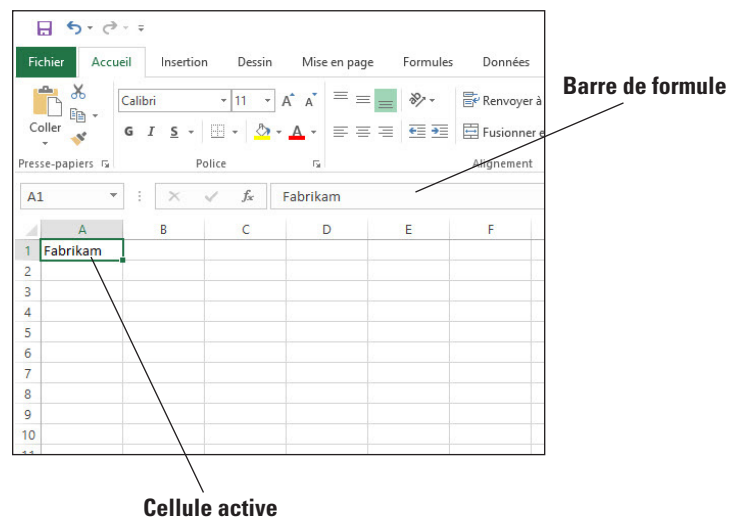 Fichier Accueil Insertion Dessin Mise en page Formules Données
Barre de formule
Calibri 11 A A Renvoyer à
Coller G I S A Fusionner e
Presse-papiers Police Alignement
A1 fx Fabrikam
A B C D E F
1 Fabrikam
2
3
4
5
6
7
8
9
10
Cellule active